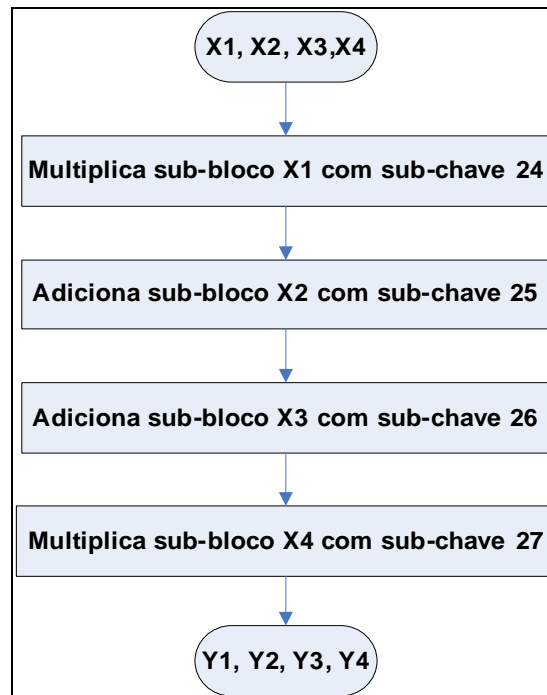 X1, X2, X3,X4
Multiplica sub-bloco X1 com sub-chave 24
Adiciona sub-bloco X2 com sub-chave 25
Adiciona sub-bloco X3 com sub-chave 26
Multiplica sub-bloco X4 com sub-chave 27
Y1, Y2, Y3, Y4